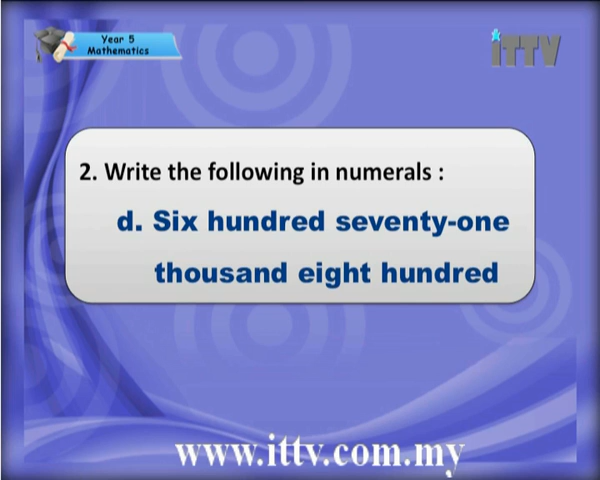 Year 5
Mathematics
iTTV
2. Write the following in numerals :
d. Six hundred seventy-one
thousand eight hundred
www.ittv.com.my